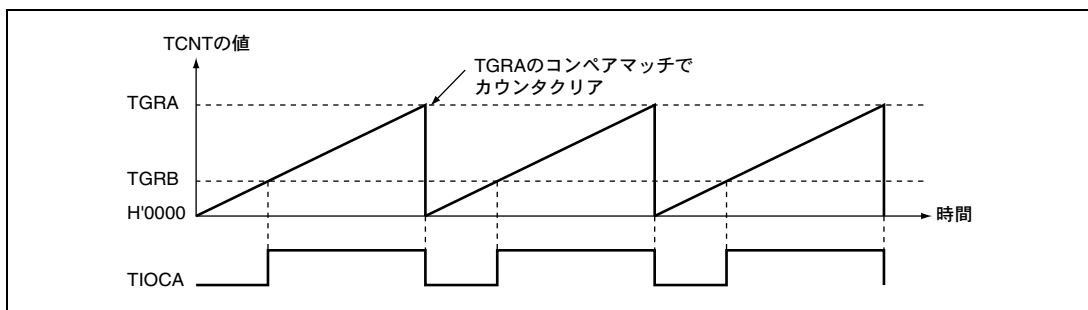 TCNTの値
TGRAのコンペアマッチで
カウンタクリア
TGRA
TGRB
H'0000
時間
TIOCA